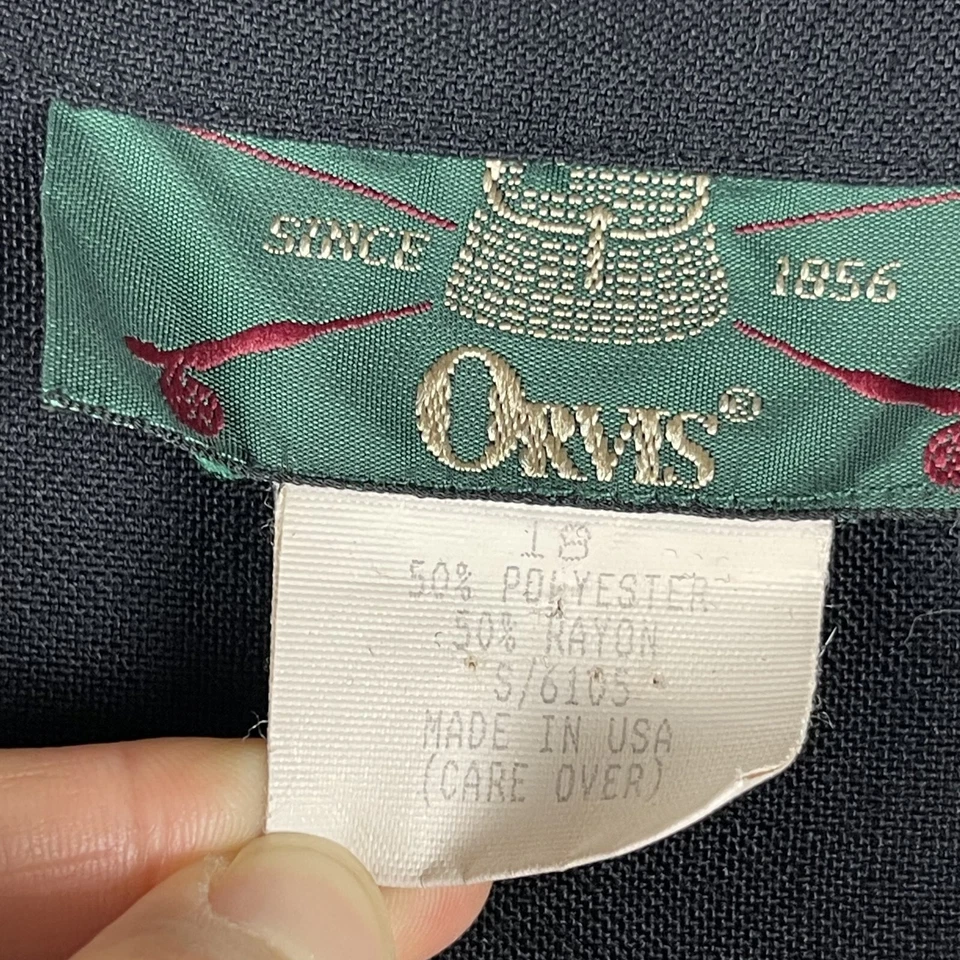 SINCE 1856
ORVIS®
18
50% POLYESTER
50% RAYON
S/6105
MADE IN USA
(CARE OVER)